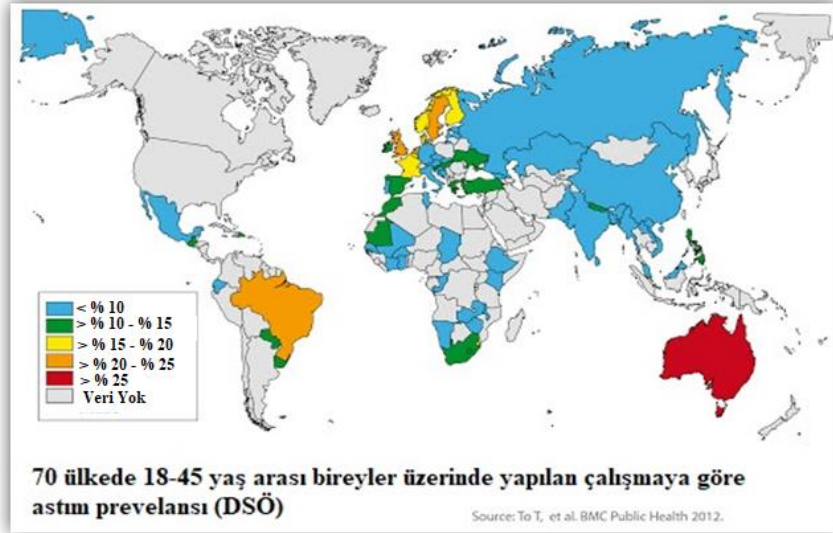 < % 10
> % 10 - % 15
> % 15 - % 20
> % 20 - % 25
> % 25
Veri Yok
70 ülkede 18-45 yaş arası bireyler üzerinde yapılan çalışmaya göre
astım prevelansı (DSÖ)
Source: To T, et al. BMC Public Health 2012.